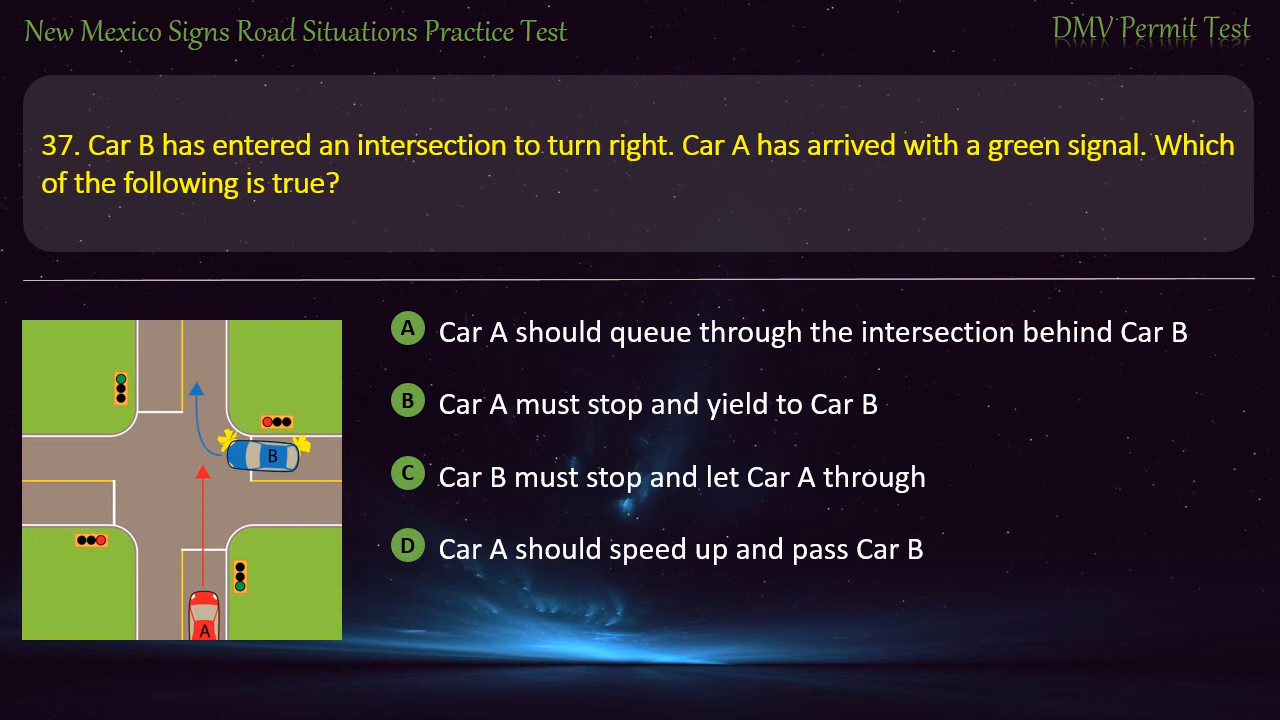 New Mexico Signs Road Situations Practice Test
DMV Permit Test
37. Car B has entered an intersection to turn right. Car A has arrived with a green signal. Which
of the following is true?
A Car A should queue through the intersection behind Car B
B Car A must stop and yield to Car B
C Car B must stop and let Car A through
D Car A should speed up and pass Car B
B
A